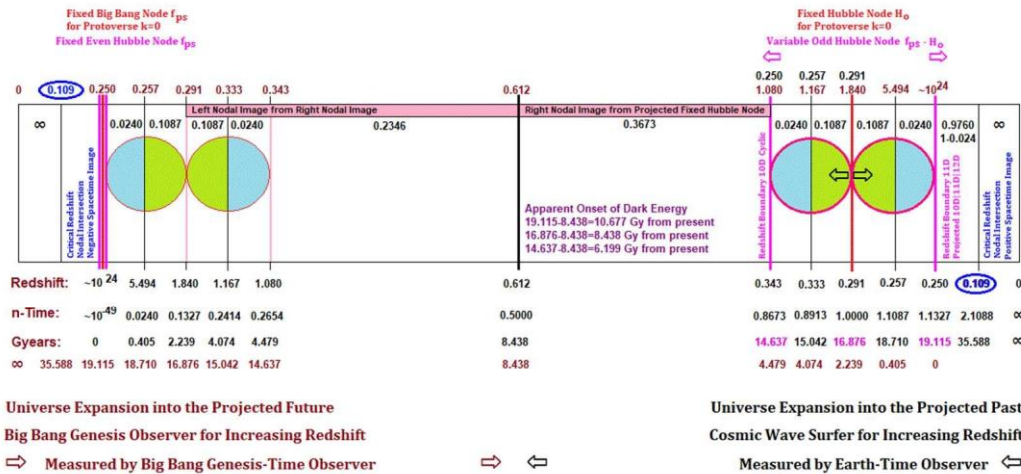 Fixed Big Bang Node fps
for Protoverse k=0
Fixed Even Hubble Node fps
Fixed Hubble Node Ho
for Protoverse k=0
Variable Odd Hubble Node fps - Ho
0.250 0.257 0.291
0 0.109 0.250 0.257 0.291 0.333 0.343 0.612 1.080 1.167 1.840 5.494 ~10 24
Left Nodal Image from Right Nodal Image
Right Nodal Image from Projected Fixed Hubble Node
∞ 0.0240 0.1087 0.1087 0.0240 0.2346 0.3673 0.0240 0.1087 0.1087 0.0240 0.9760 ∞
1-0.024
Critical Redshift
Nodal Intersection
Negative Spacetime Image
Apparent Onset of Dark Energy
19.115-8.438=10.677 Gy from present
16.876-8.438=8.438 Gy from present
14.637-8.438=6.199 Gy from present
Redshift Boundary 10D Cyclic
Redshift Boundary 11D
Projected 10D|11D|12D
Critical Redshift
Nodal Intersection
Positive Spacetime Image
Redshift: ~10 24 5.494 1.840 1.167 1.080 0.612 0.343 0.333 0.291 0.257 0.250 0.109 0
n-Time: ~10 -49 0.0240 0.1327 0.2414 0.2654 0.5000 0.8673 0.8913 1.0000 1.1087 1.1327 2.1088 ∞
Gyears: 0 0.405 2.239 4.074 4.479 8.438 14.637 15.042 16.876 18.710 19.115 35.588 ∞
∞ 35.588 19.115 18.710 16.876 15.042 14.637 8.438 4.479 4.074 2.239 0.405 0
Universe Expansion into the Projected Future
Universe Expansion into the Projected Past
Big Bang Genesis Observer for Increasing Redshift
Cosmic Wave Surfer for Increasing Redshift
⇨ Measured by Big Bang Genesis-Time Observer ⇨ ⇦ Measured by Earth-Time Observer ⇦